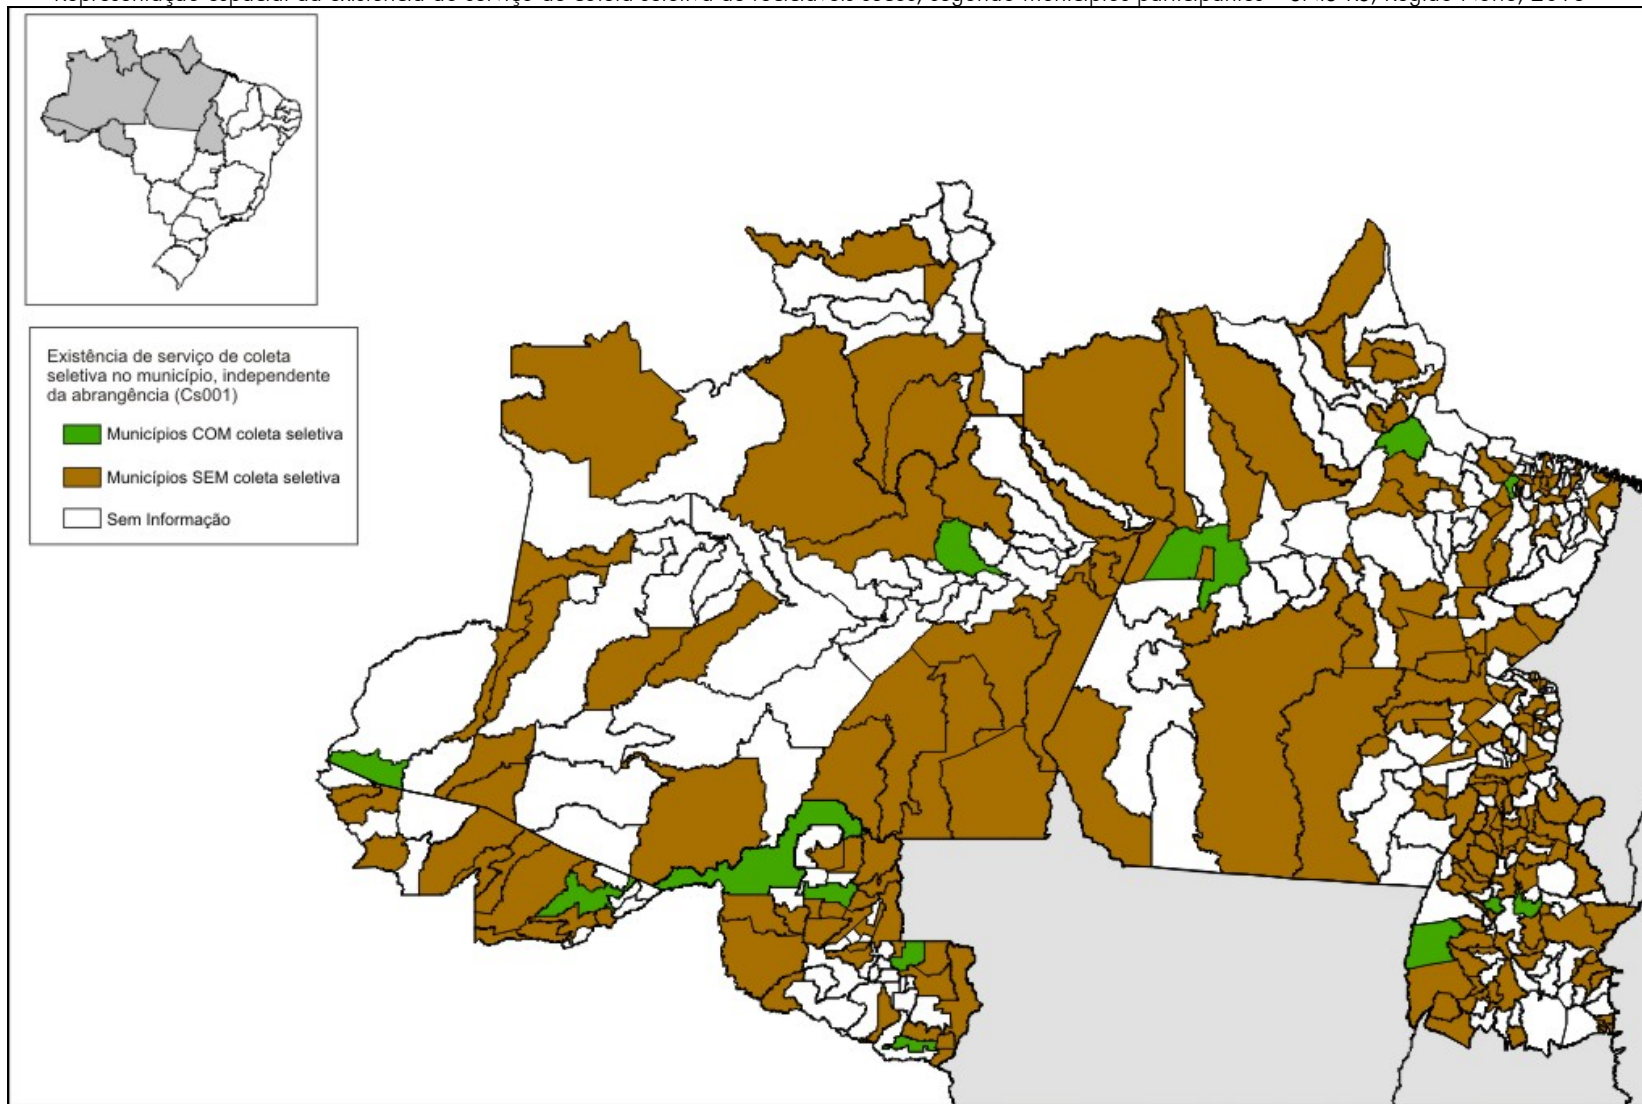 Existência de serviço de coleta
seletiva no município, independente
da abrangência (Cs001)
Municípios COM coleta seletiva
Municípios SEM coleta seletiva
Sem Informação